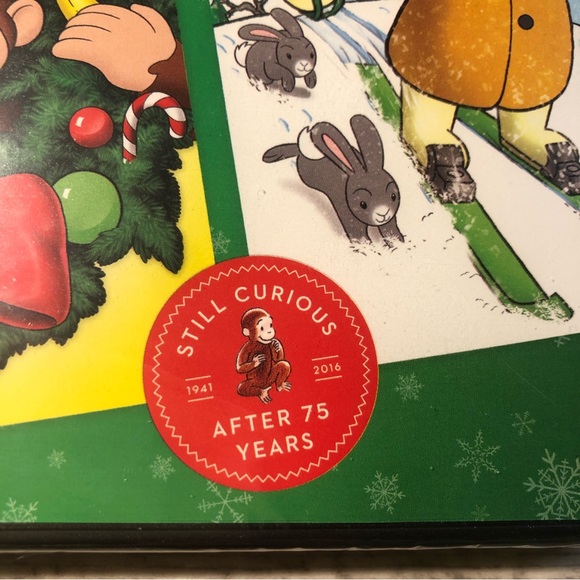 STILL CURIOUS
1941
2016
AFTER 75
YEARS